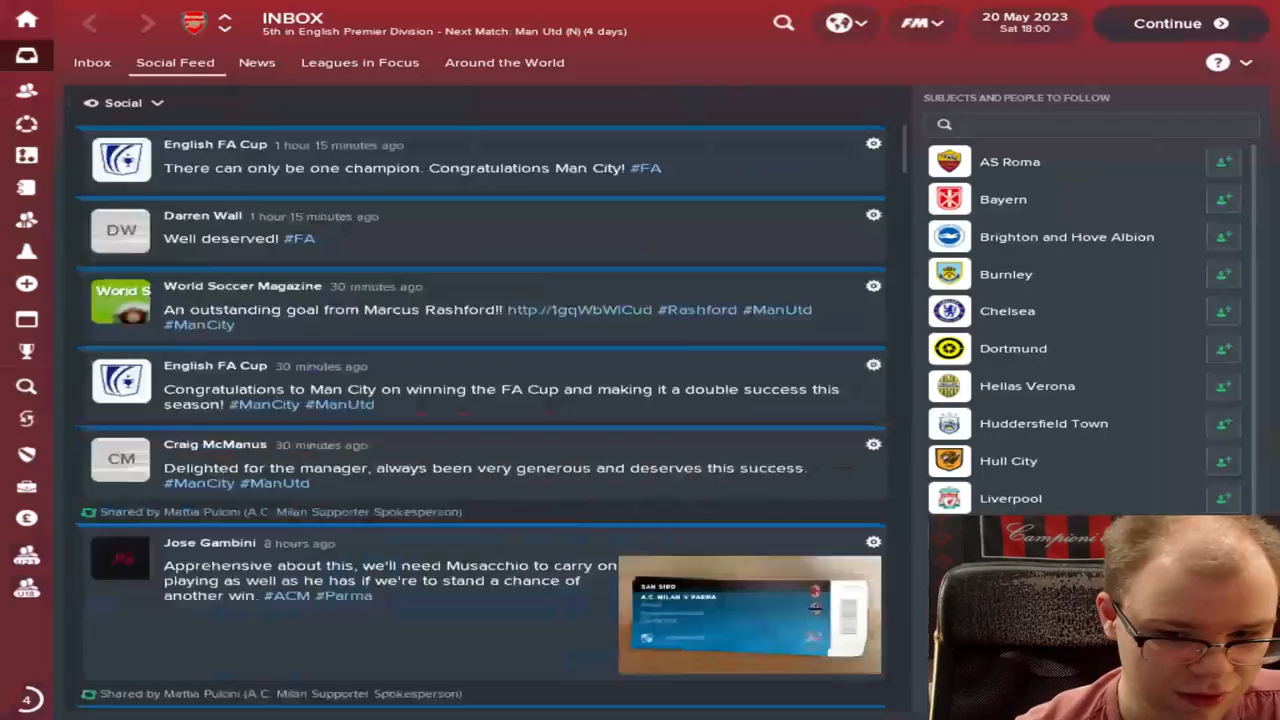 INBOX
5th in English Premier Division - Next Match: Man Utd (N) (4 days)
FM
20 May 2023
Sat 18:00
Continue
Inbox
Social Feed
News
Leagues in Focus
Around the World
?
Social
SUBJECTS AND PEOPLE TO FOLLOW
English FA Cup 1 hour 15 minutes ago
There can only be one champion. Congratulations Man City! #FA
DW
Darren Wall 1 hour 15 minutes ago
Well deserved! #FA
World S
World Soccer Magazine 30 minutes ago
An outstanding goal from Marcus Rashford!! http://1gqWbWlCud #Rashford #ManUtd
#ManCity
English FA Cup 30 minutes ago
Congratulations to Man City on winning the FA Cup and making it a double success this
season! #ManCity #ManUtd
CM
Craig McManus 30 minutes ago
Delighted for the manager, always been very generous and deserves this success.
#ManCity #ManUtd
Shared by Mattia Pulcini (A.C. Milan Supporter Spokesperson)
JG
Jose Gambini 8 hours ago
Apprehensive about this, we'll need Musacchio to carry on
playing as well as he has if we're to stand a chance of
another win. #ACM #Parma
SAN SIRO
A.C. MILAN V PARMA
Shared by Mattia Pulcini (A.C. Milan Supporter Spokesperson)
AS Roma
Bayern
Brighton and Hove Albion
Burnley
Chelsea
Dortmund
Hellas Verona
Huddersfield Town
Hull City
Liverpool
Campioni
U23
U18
4